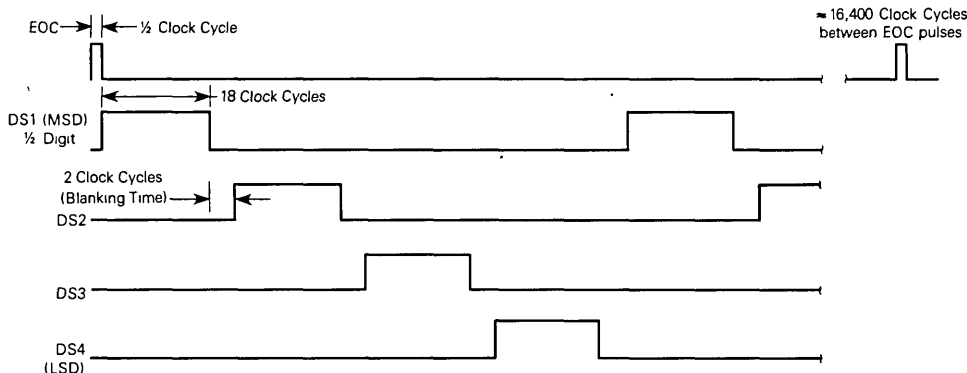 EOC
½ Clock Cycle
≈ 16,400 Clock Cycles
between EOC pulses
18 Clock Cycles
DS1 (MSD)
½ Digit
2 Clock Cycles
(Blanking Time)
DS2
DS3
DS4
(LSD)